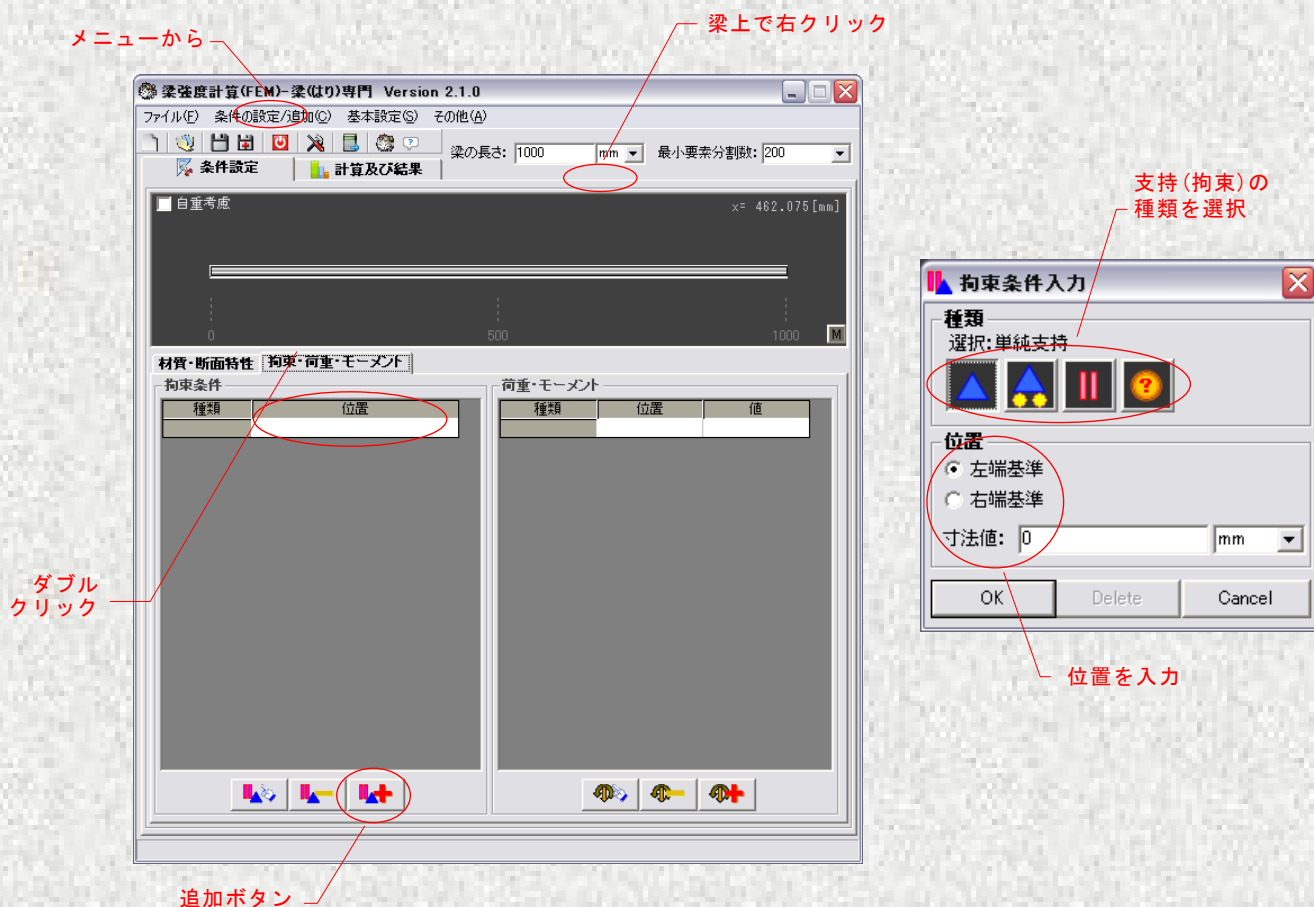 メニューから
梁上で右クリック
梁強度計算(FEM)-梁(はり)専門 Version 2.1.0
ファイル(F) 条件の設定/追加(C) 基本設定(S) その他(A)
梁の長さ: 1000 mm 最小要素分割数: 200
条件設定 計算及び結果
自重考慮 x= 462.075[mm]
0 500 1000 M
材質・断面特性 拘束・荷重・モーメント
拘束条件 荷重・モーメント
種類 位置 種類 位置 値
ダブル
クリック
追加ボタン
支持(拘束)の
種類を選択
拘束条件入力
種類
選択:単純支持
位置
左端基準
右端基準
寸法値: 0 mm
OK Delete Cancel
位置を入力